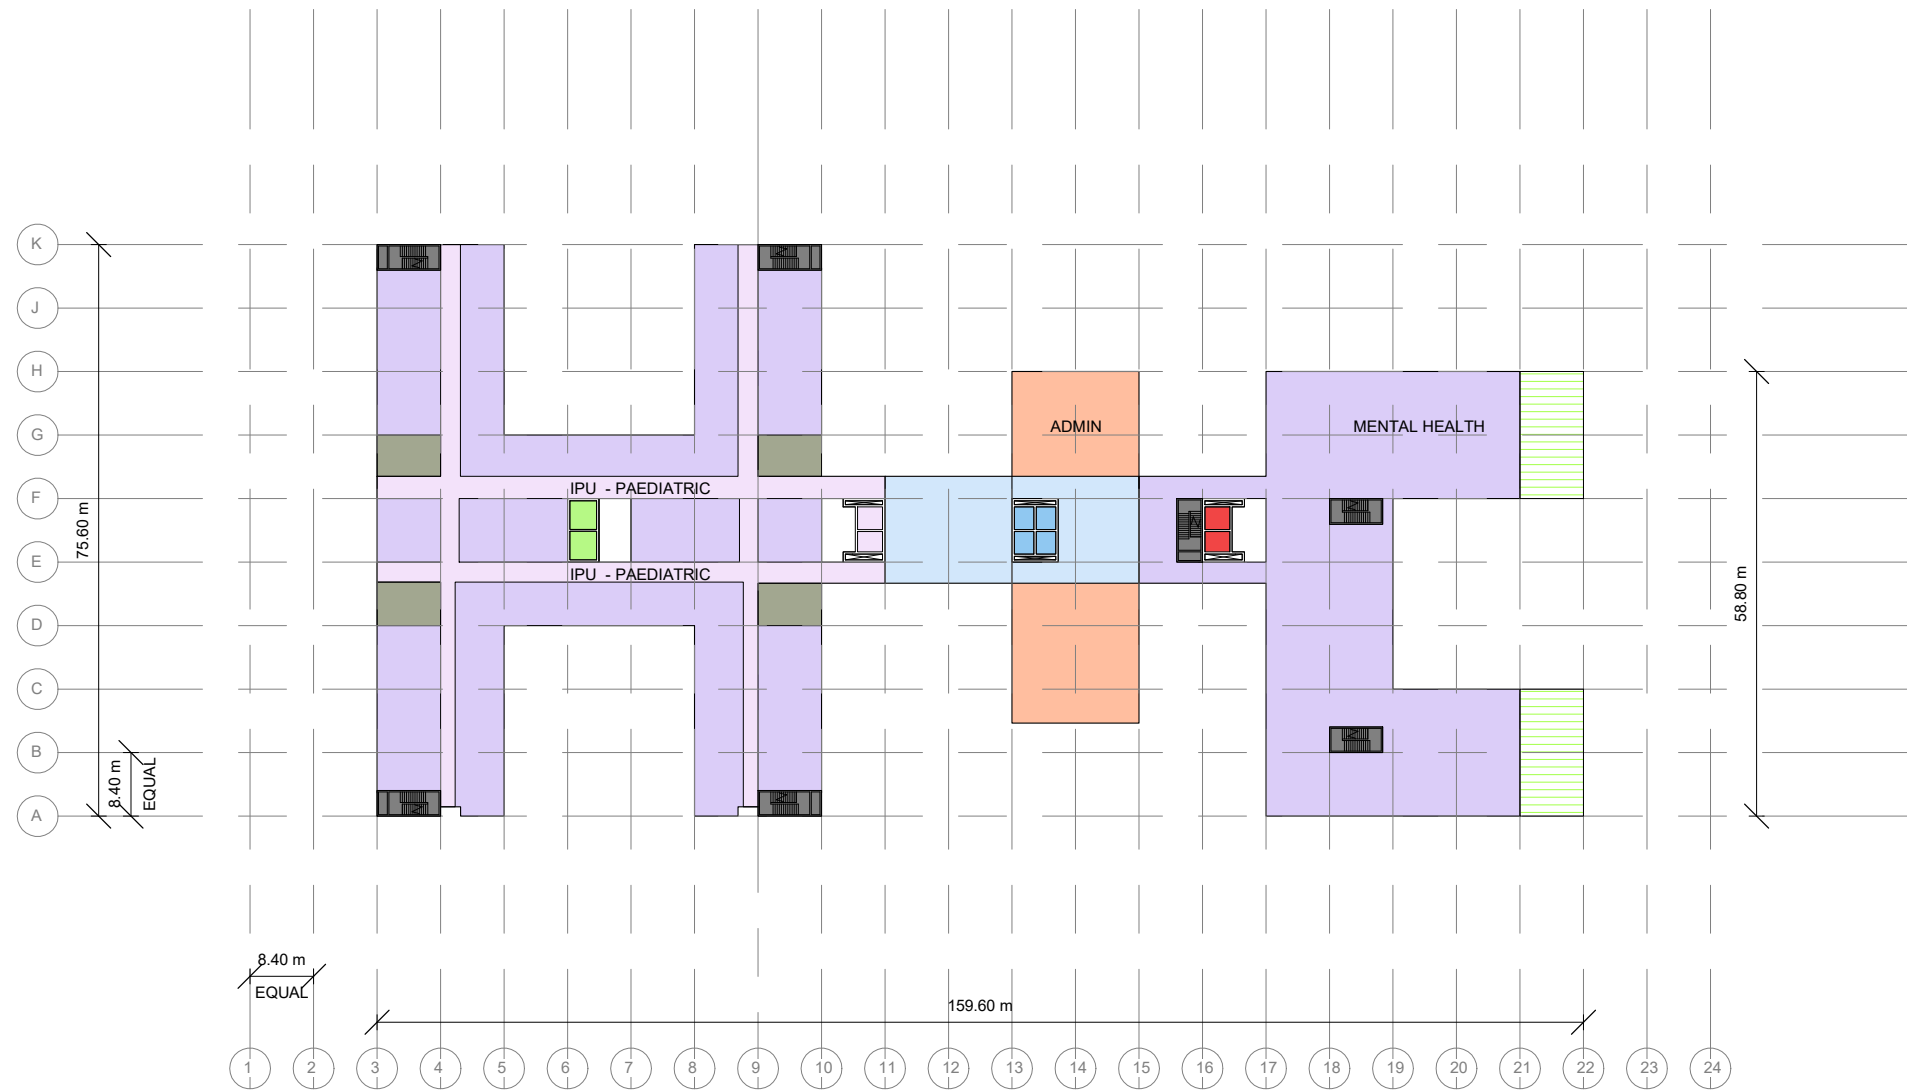 K
J
H
G
F
E
D
C
B
A
75.60 m
8.40 m
EQUAL
ADMIN
MENTAL HEALTH
IPU - PAEDIATRIC
IPU - PAEDIATRIC
58.80 m
8.40 m
EQUAL
159.60 m
1 2 3 4 5 6 7 8 9 10 11 12 13 14 15 16 17 18 19 20 21 22 23 24